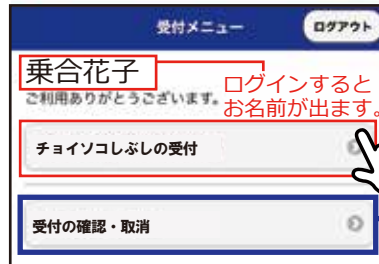 受付メニュー
ログアウト
乗合花子
ログインすると
お名前が出ます。
ご利用ありがとうございます。
チョイソコしぶしの受付
受付の確認・取消